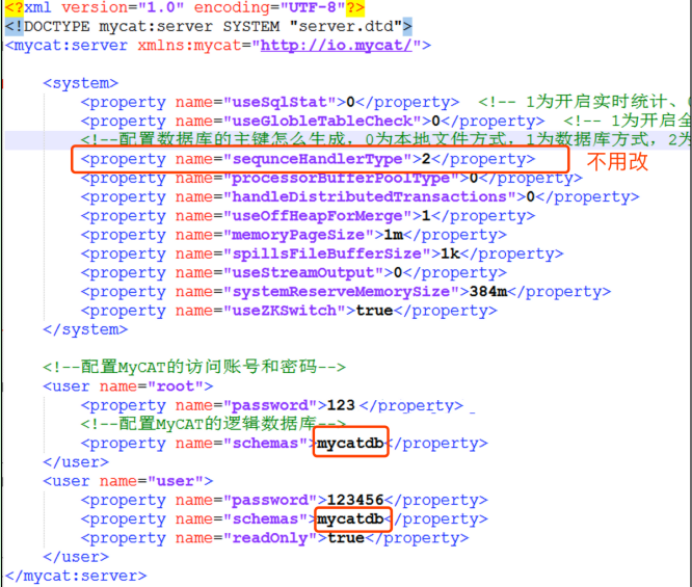 <?xml version="1.0" encoding="UTF-8"?>
<!DOCTYPE mycat:server SYSTEM "server.dtd">
<mycat:server xmlns:mycat="http://io.mycat/">
<system>
<property name="useSqlStat">0</property> <!-- 1为开启实时统计、
<property name="useGlobleTableCheck">0</property> <!-- 1为开启全
<!--配置数据库的主键怎么生成，0为本地文件方式，1为数据库方式，2为
<property name="sequnceHandlerType">2</property> 不用改
<property name="processorBufferPoolType">0</property>
<property name="handleDistributedTransactions">0</property>
<property name="useOffHeapForMerge">1</property>
<property name="memoryPageSize">1m</property>
<property name="spillsFileBufferSize">1k</property>
<property name="useStreamOutput">0</property>
<property name="systemReserveMemorySize">384m</property>
<property name="useZKSwitch">true</property>
</system>
<!--配置MyCAT的访问账号和密码-->
<user name="root">
<property name="password">123</property>
<!--配置MyCAT的逻辑数据库-->
<property name="schemas">mycatdb</property>
</user>
<user name="user">
<property name="password">123456</property>
<property name="schemas">mycatdb</property>
<property name="readOnly">true</property>
</user>
</mycat:server>